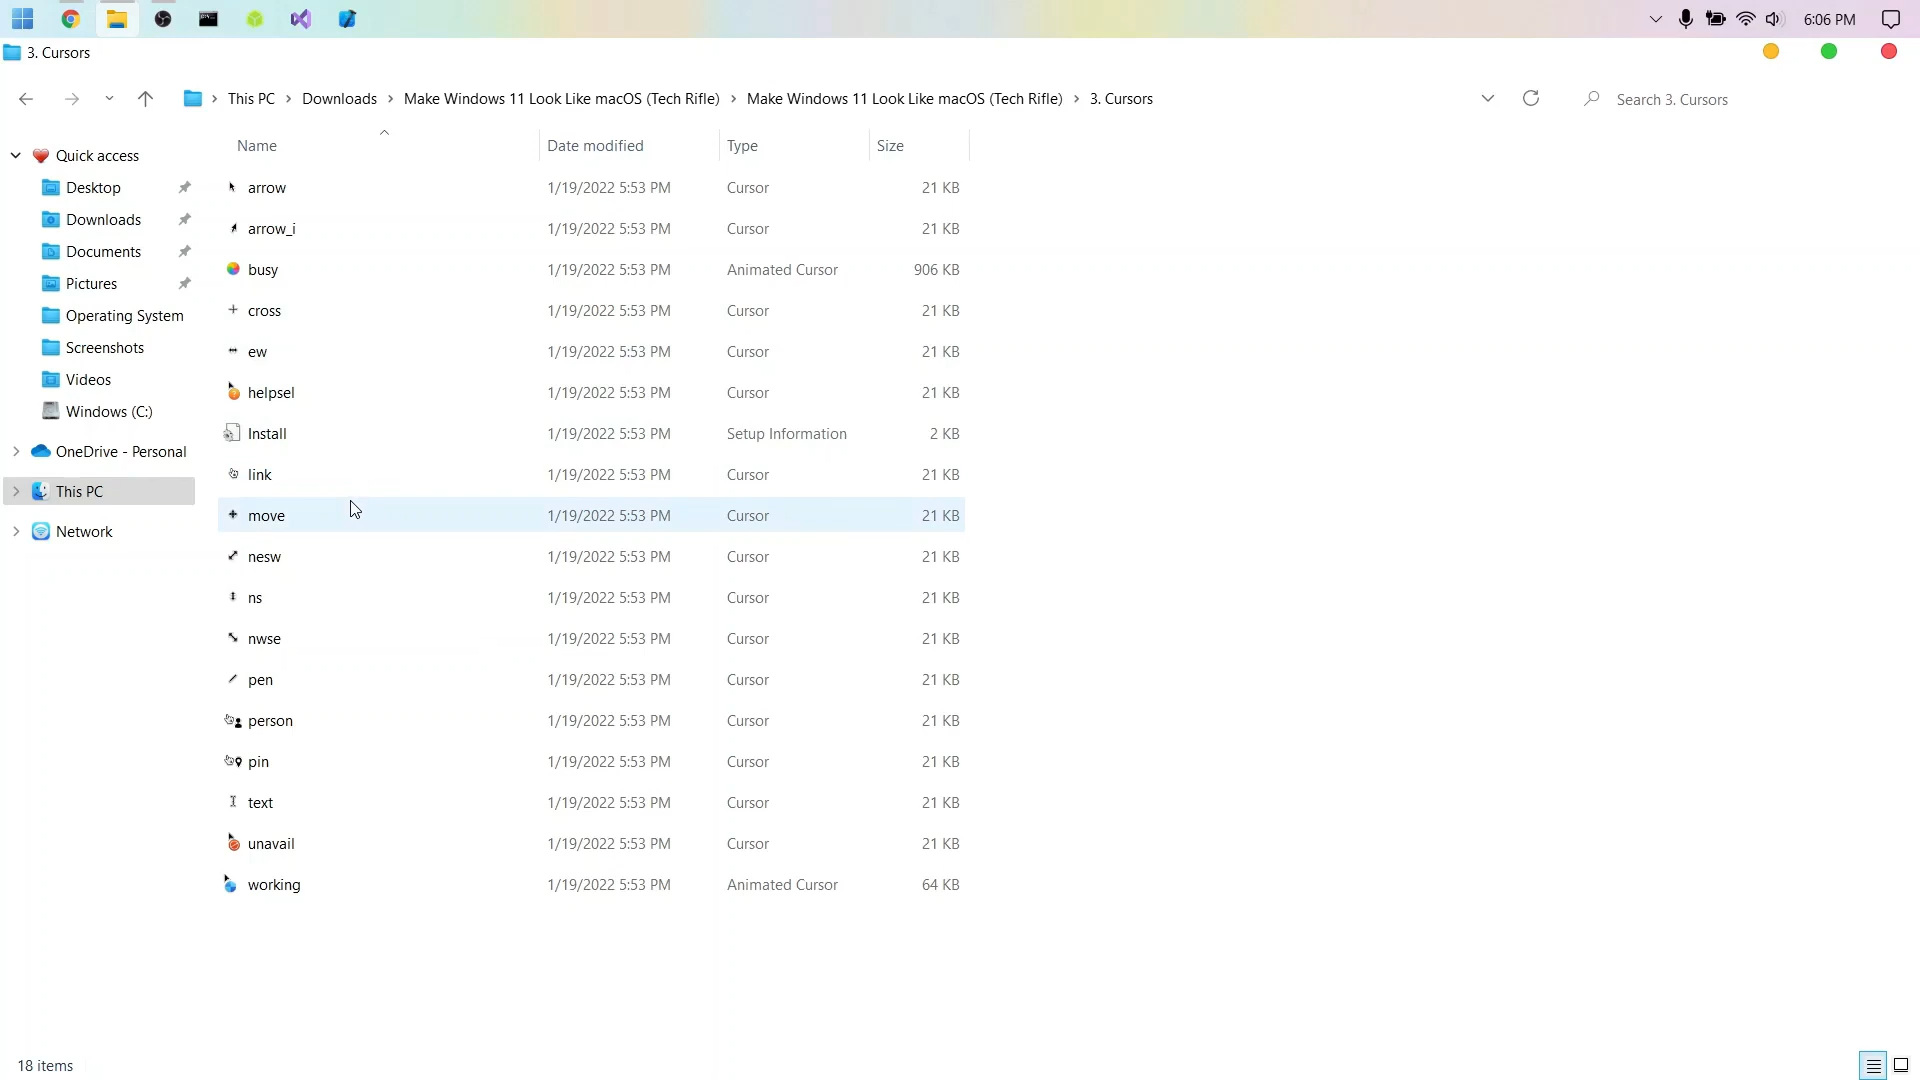 6:06 PM
3. Cursors
This PC > Downloads > Make Windows 11 Look Like macOS (Tech Rifle) > Make Windows 11 Look Like macOS (Tech Rifle) > 3. Cursors
Search 3. Cursors
Quick access
Desktop
Downloads
Documents
Pictures
Operating System
Screenshots
Videos
Windows (C:)
OneDrive - Personal
This PC
Network
Name Date modified Type Size
arrow 1/19/2022 5:53 PM Cursor 21 KB
arrow_i 1/19/2022 5:53 PM Cursor 21 KB
busy 1/19/2022 5:53 PM Animated Cursor 906 KB
cross 1/19/2022 5:53 PM Cursor 21 KB
ew 1/19/2022 5:53 PM Cursor 21 KB
helpsel 1/19/2022 5:53 PM Cursor 21 KB
Install 1/19/2022 5:53 PM Setup Information 2 KB
link 1/19/2022 5:53 PM Cursor 21 KB
move 1/19/2022 5:53 PM Cursor 21 KB
nesw 1/19/2022 5:53 PM Cursor 21 KB
ns 1/19/2022 5:53 PM Cursor 21 KB
nwse 1/19/2022 5:53 PM Cursor 21 KB
pen 1/19/2022 5:53 PM Cursor 21 KB
person 1/19/2022 5:53 PM Cursor 21 KB
pin 1/19/2022 5:53 PM Cursor 21 KB
text 1/19/2022 5:53 PM Cursor 21 KB
unavail 1/19/2022 5:53 PM Cursor 21 KB
working 1/19/2022 5:53 PM Animated Cursor 64 KB
18 items